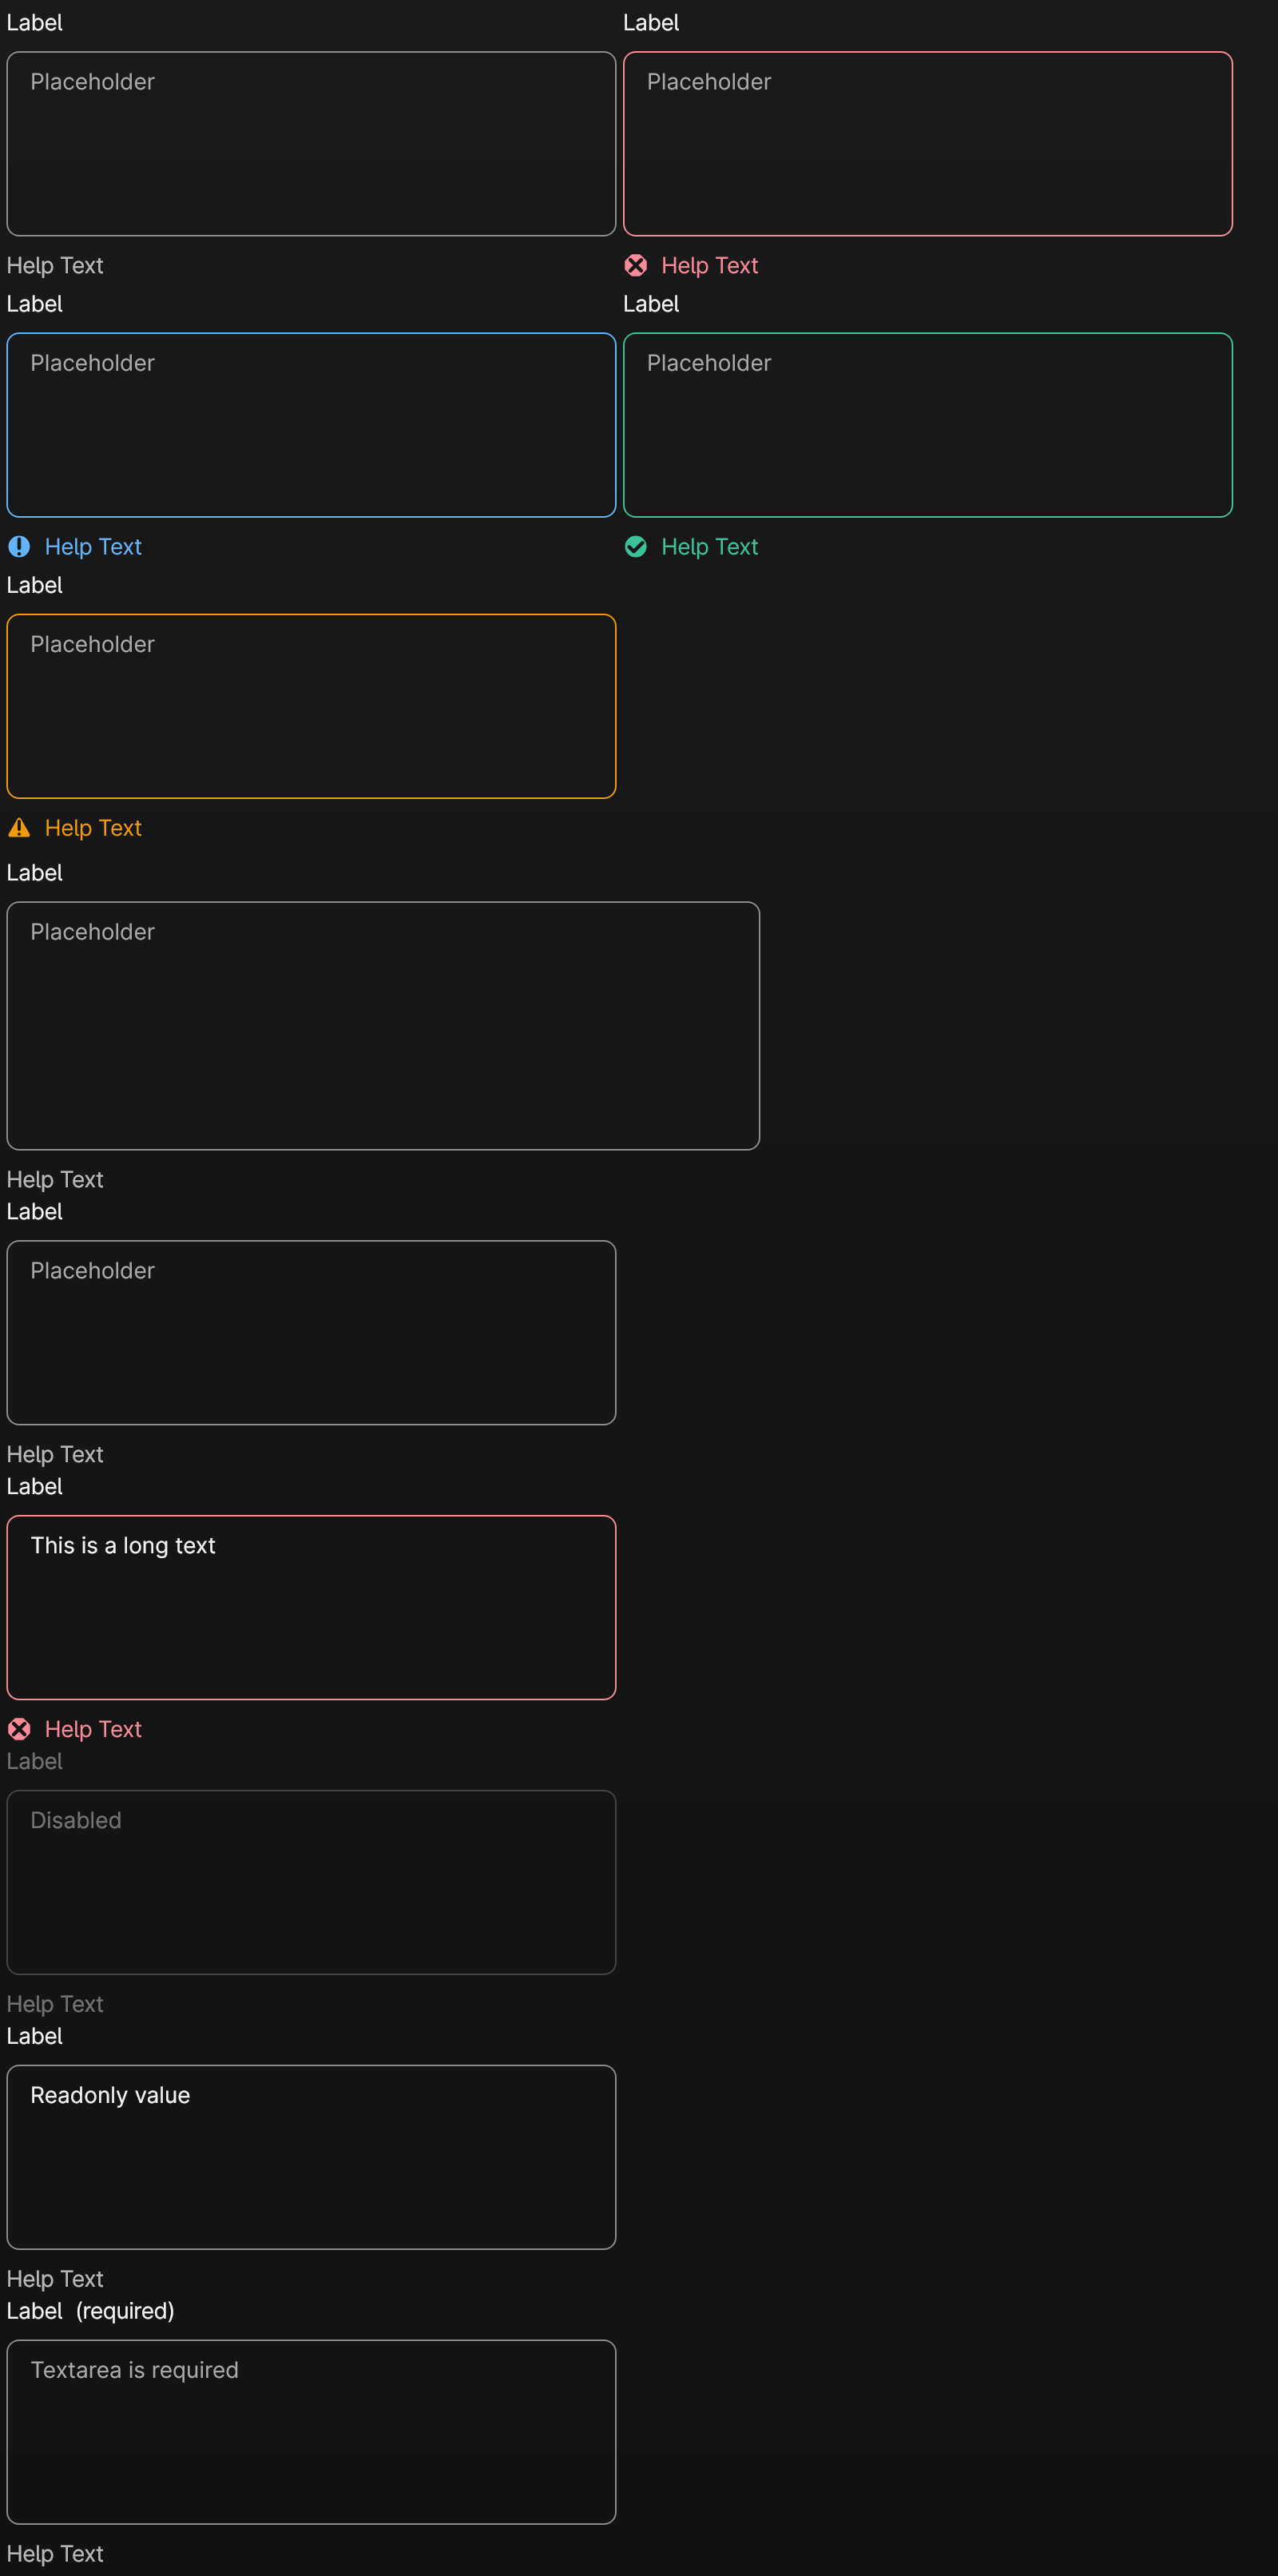 Label
Placeholder
Help Text
Label
Placeholder
Help Text
Label
Placeholder
Help Text
Label
Placeholder
Help Text
Label
Placeholder
Help Text
Label
Placeholder
Help Text
Label
Placeholder
Help Text
Label
This is a long text
Help Text
Label
Disabled
Help Text
Label
Readonly value
Help Text
Label (required)
Textarea is required
Help Text